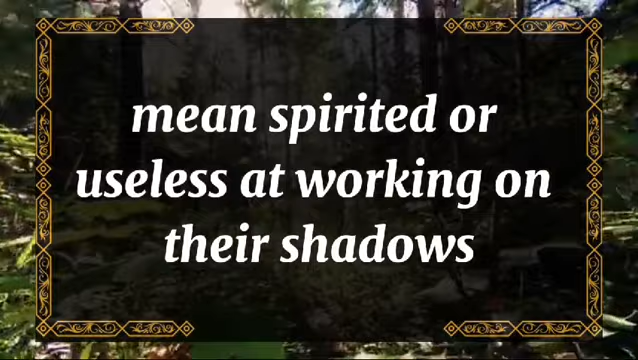 mean spirited or
useless at working on
their shadows